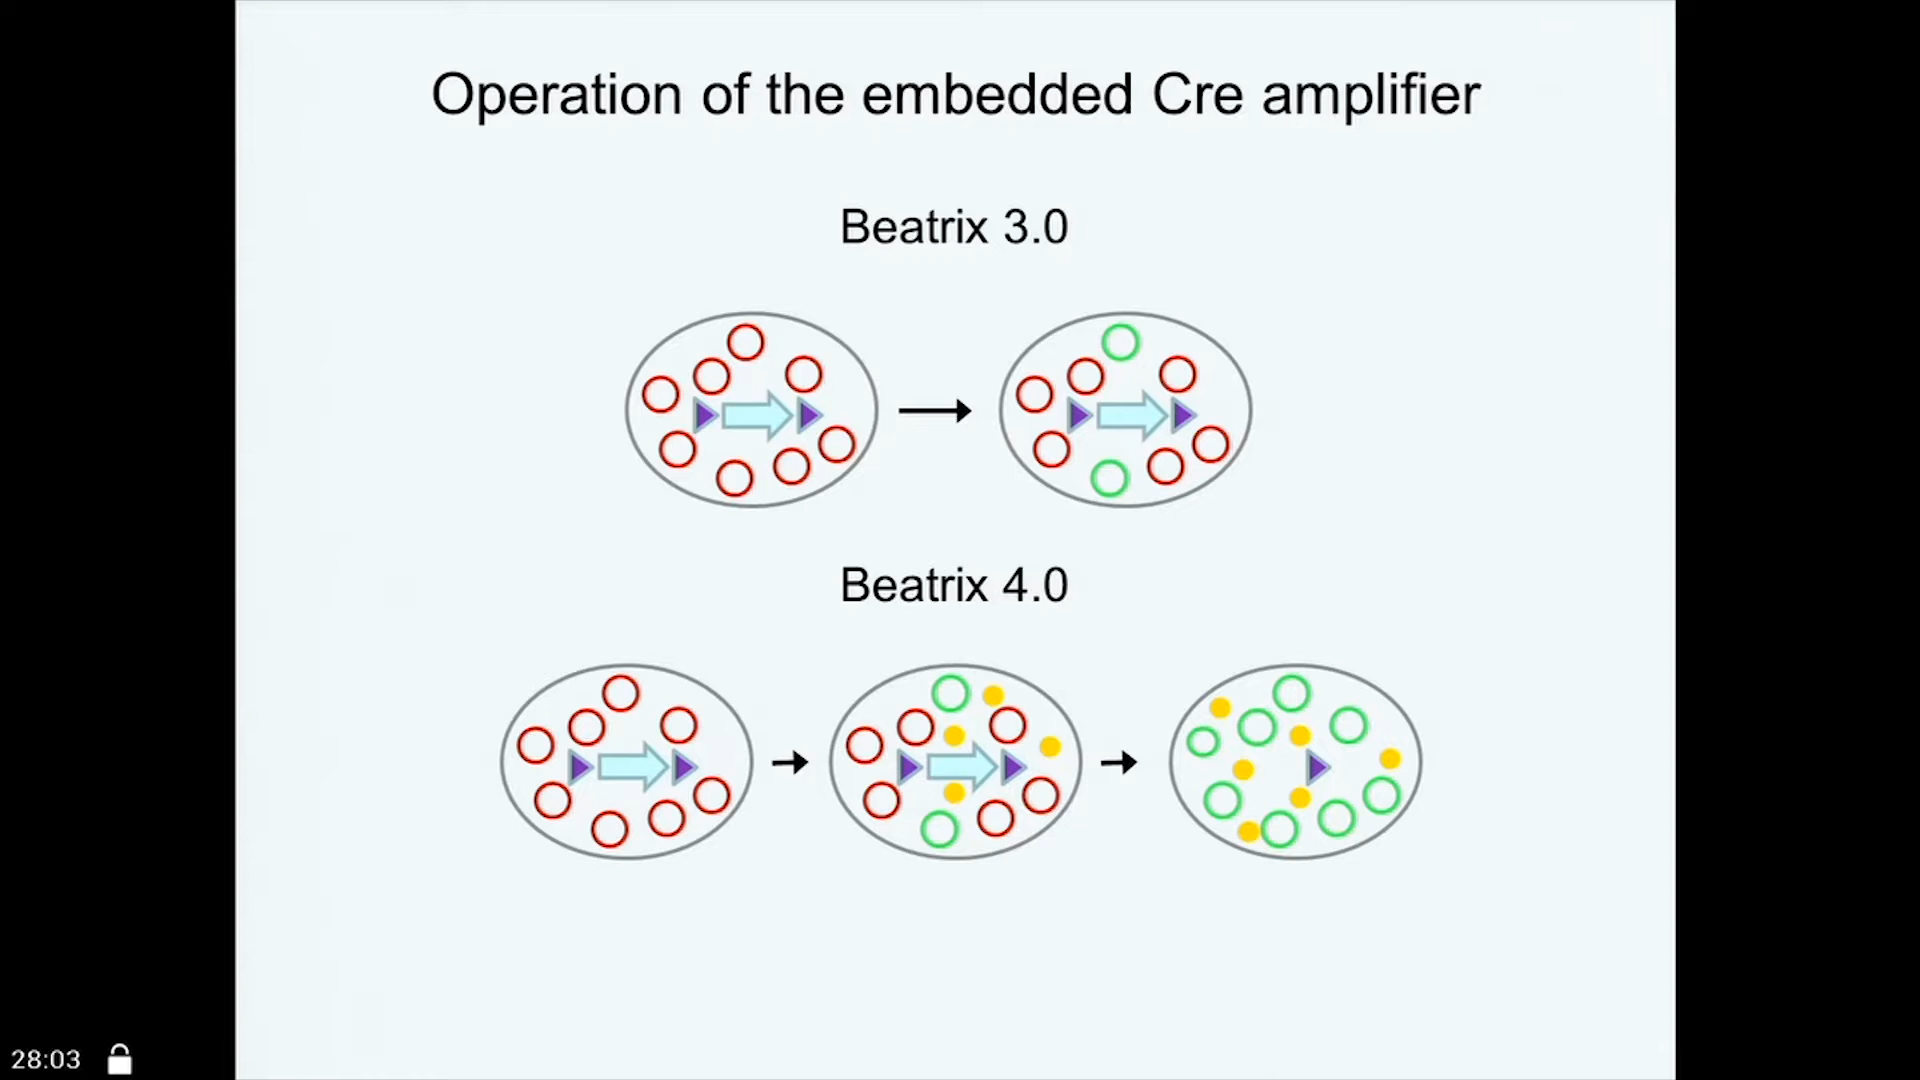 Operation of the embedded Cre amplifier
Beatrix 3.0
Beatrix 4.0
28:03